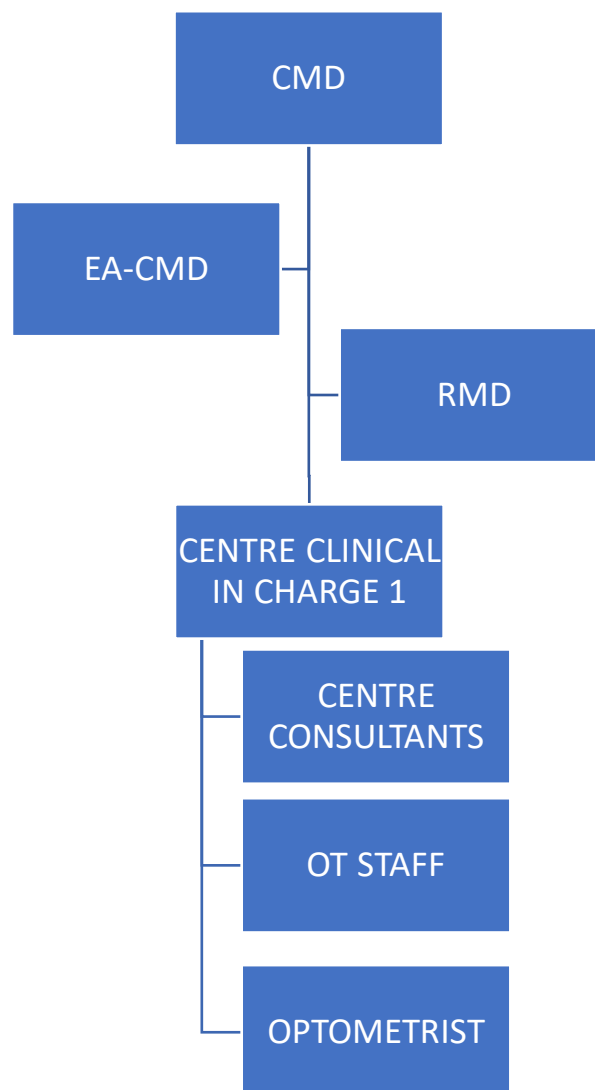 CMD
EA-CMD
RMD
CENTRE CLINICAL
IN CHARGE 1
CENTRE
CONSULTANTS
OT STAFF
OPTOMETRIST